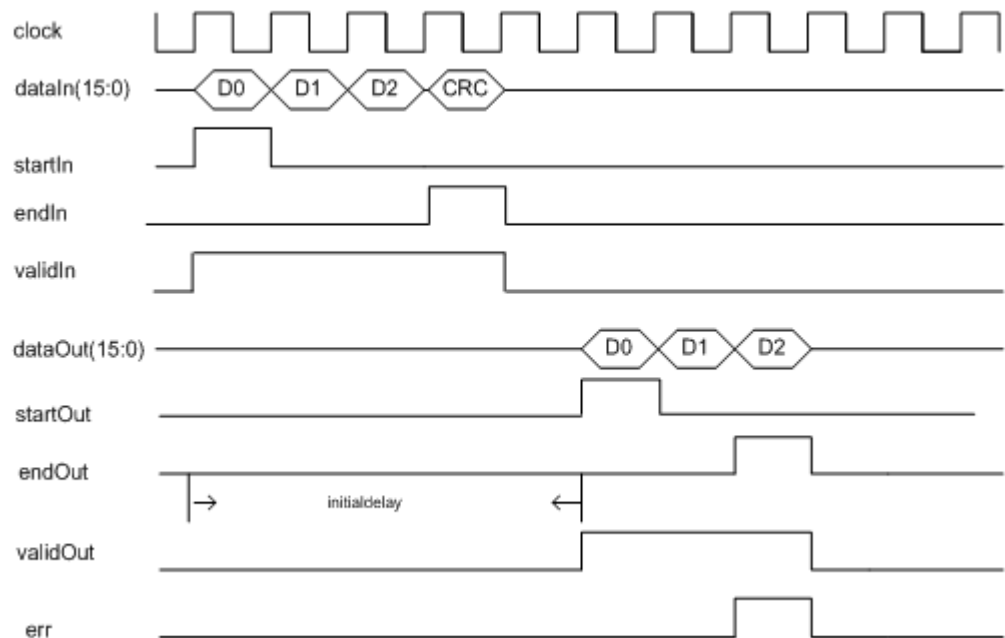 clock
dataIn(15:0) D0 D1 D2 CRC
startIn
endIn
validIn
dataOut(15:0) D0 D1 D2
startOut
endOut
initialdelay
validOut
err